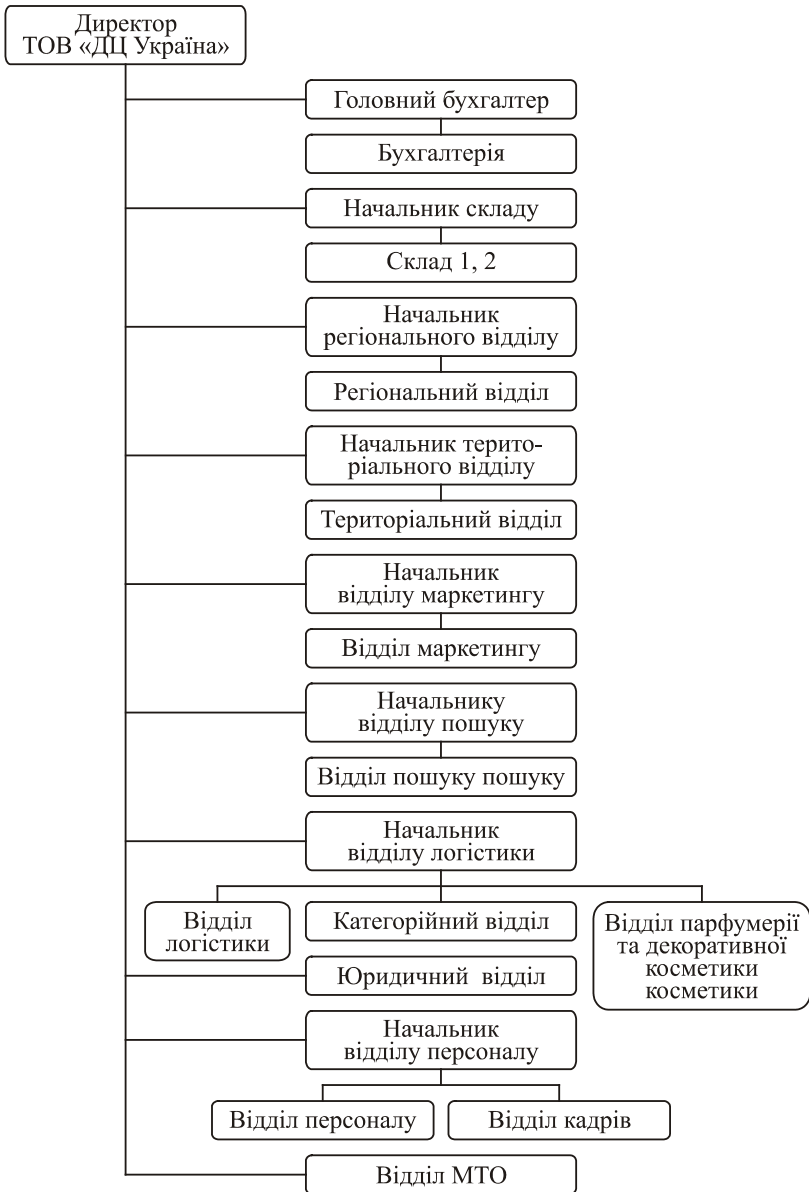 Директор
ТОВ «ДЦ Україна»
Головний бухгалтер
Бухгалтерія
Начальник складу
Склад 1, 2
Начальник
регіонального відділу
Регіональний відділ
Начальник терито-
ріального відділу
Територіальний відділ
Начальник
відділу маркетингу
Відділ маркетингу
Начальнику
відділу пошуку
Відділ пошуку пошуку
Начальник
відділу логістики
Відділ
логістики
Категорійний відділ
Відділ парфумерії
та декоративної
косметики
косметики
Юридичний відділ
Начальник
відділу персоналу
Відділ персоналу
Відділ кадрів
Відділ МТО